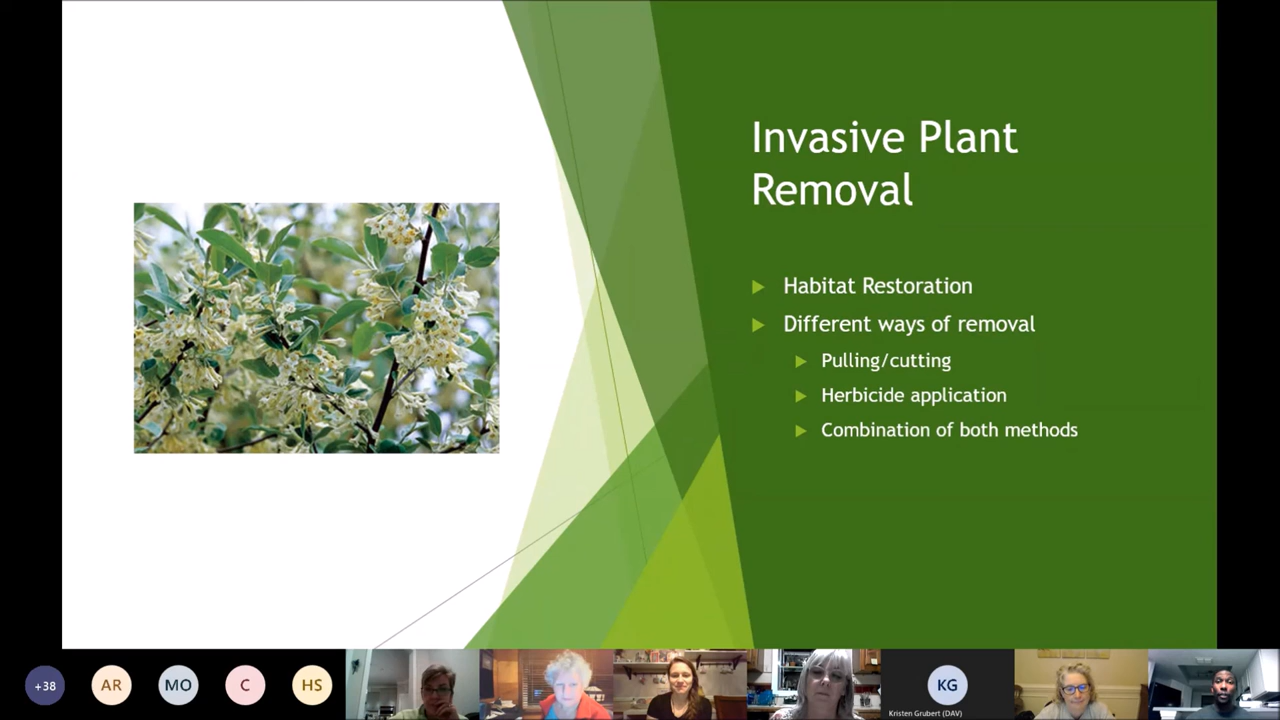 Invasive Plant
Removal
Habitat Restoration
Different ways of removal
Pulling/cutting
Herbicide application
Combination of both methods
+38
AR
MO
C
HS
KG
Kristen Grubert (DAV)